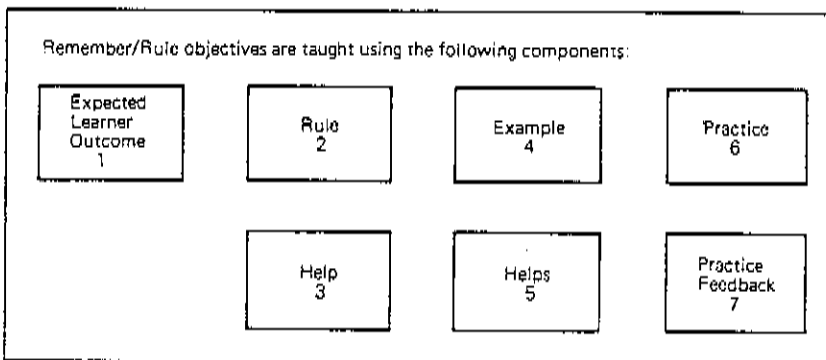 Remember/Rule objectives are taught using the following components:
Expected
Learner
Outcome
1
Rule
2
Example
4
Practice
6
Help
3
Helps
5
Practice
Feedback
7